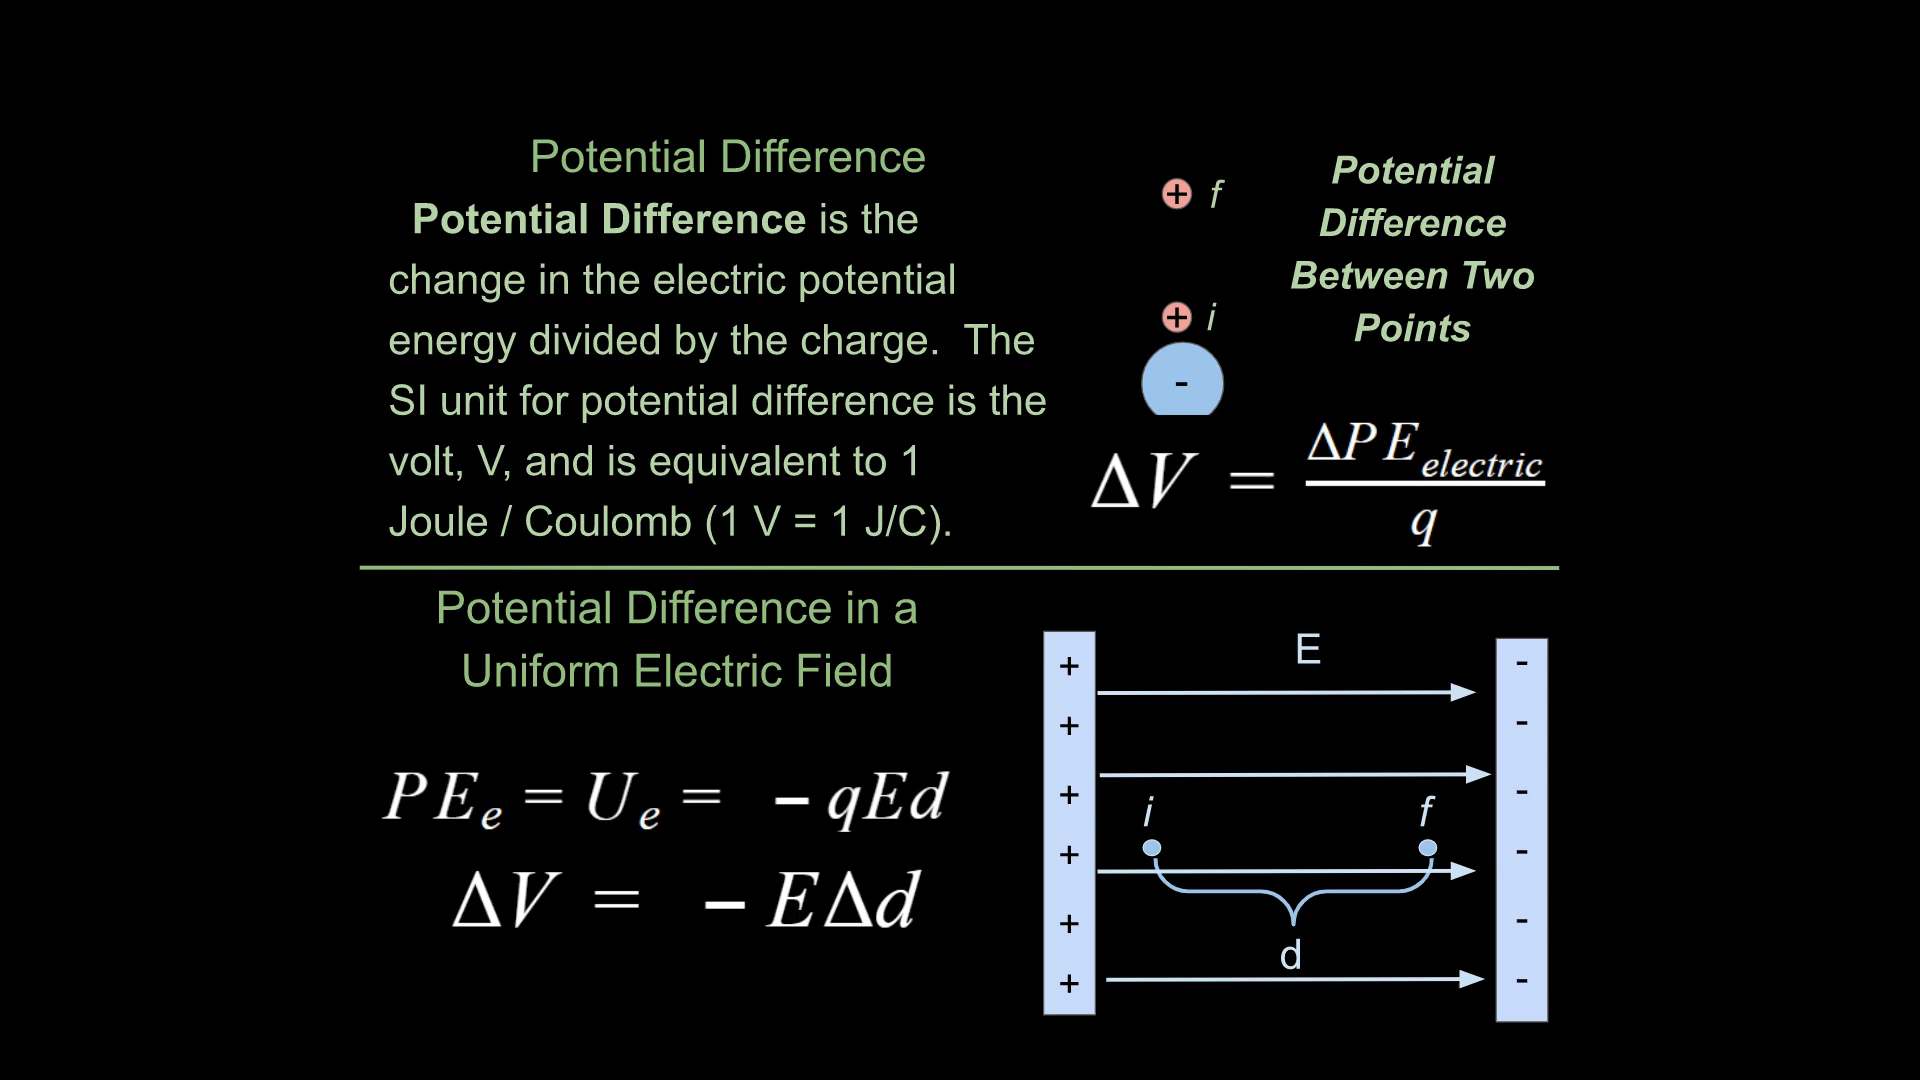 Potential Difference
Potential Difference is the
change in the electric potential
energy divided by the charge.  The
SI unit for potential difference is the
volt, V, and is equivalent to 1
Joule / Coulomb (1 V = 1 J/C).
+ f
+ i
-
Potential
Difference
Between Two
Points
ΔV = ΔPE_electric / q
Potential Difference in a
Uniform Electric Field
PE_e = U_e = – qEd
ΔV = – EΔd
E
+ -
+ -
+ -
i f
+ -
+ -
d
+ -